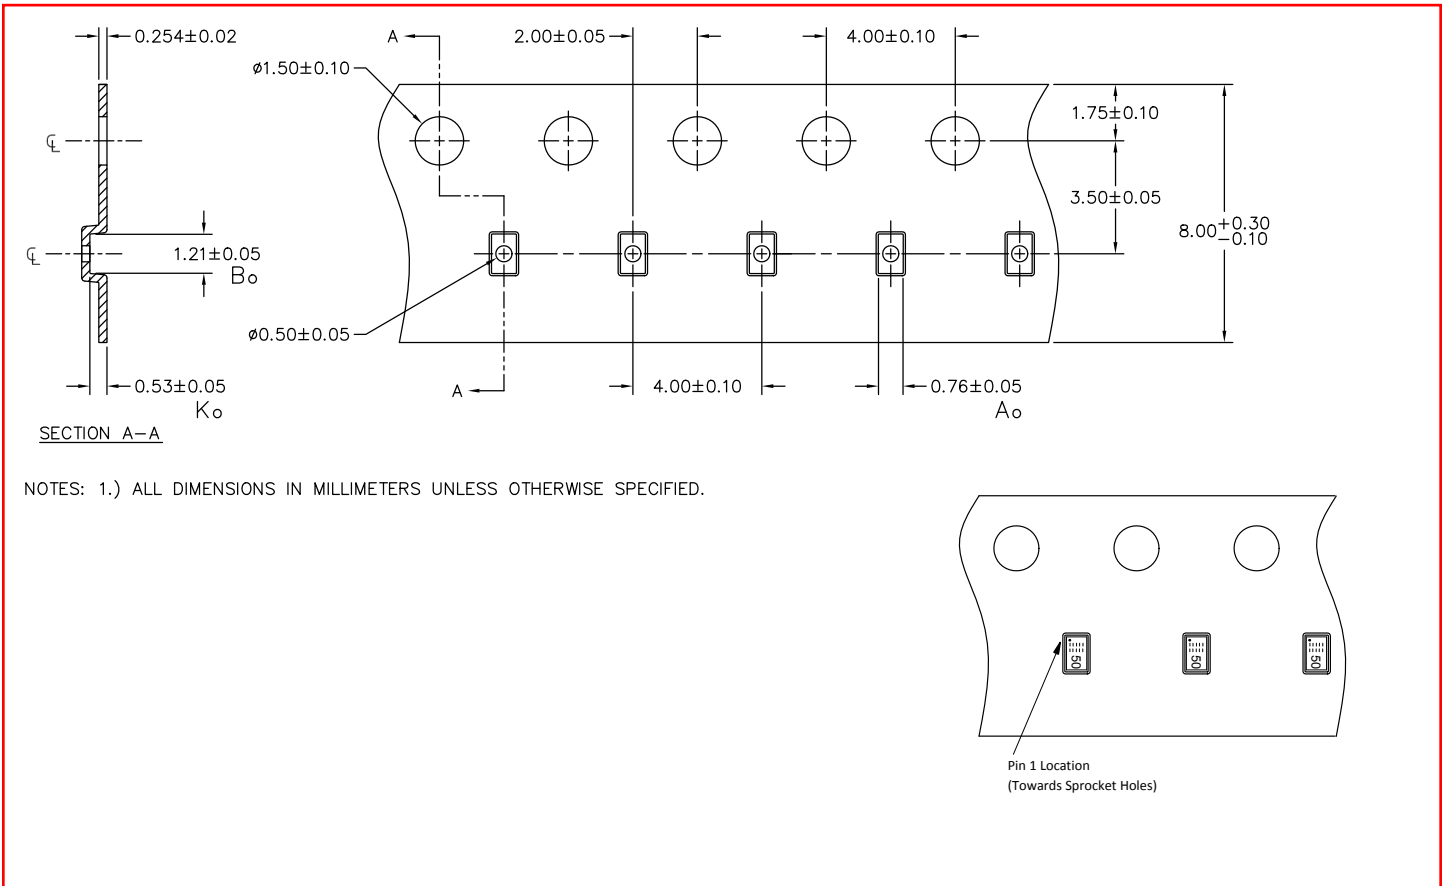 0.254±0.02
A
2.00±0.05
4.00±0.10
ø1.50±0.10
1.75±0.10
℄
3.50±0.05
8.00+0.30
-0.10
℄
1.21±0.05
Bo
ø0.50±0.05
0.53±0.05
Ko
A
4.00±0.10
0.76±0.05
Ao
SECTION A-A
NOTES: 1.) ALL DIMENSIONS IN MILLIMETERS UNLESS OTHERWISE SPECIFIED.
50
50
50
Pin 1 Location
(Towards Sprocket Holes)